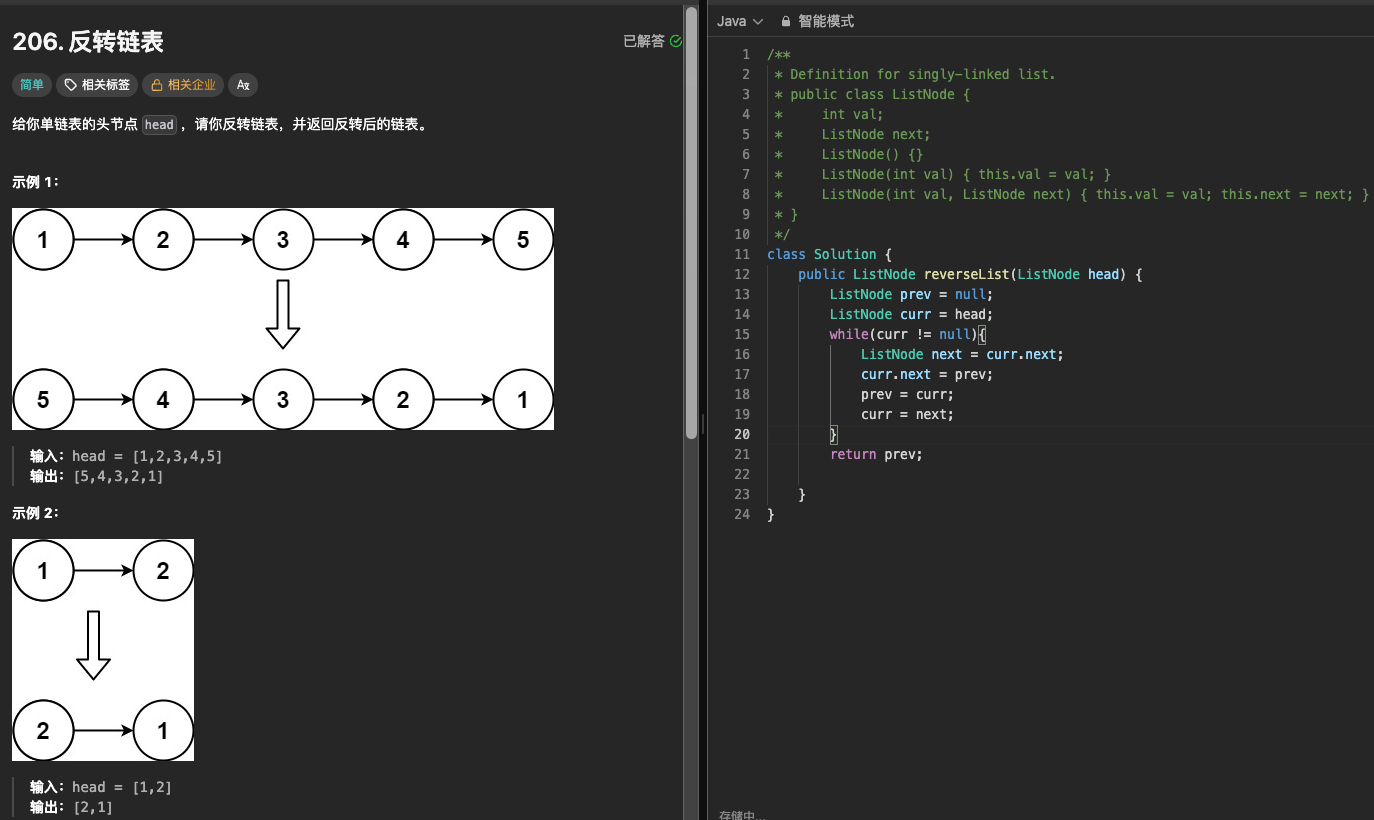 206. 反转链表
已解答
简单 相关标签 相关企业 Aﾃ
给你单链表的头节点 head ，请你反转链表，并返回反转后的链表。
示例 1：
1 2 3 4 5
5 4 3 2 1
输入：head = [1,2,3,4,5]
输出：[5,4,3,2,1]
示例 2：
1 2
2 1
输入：head = [1,2]
输出：[2,1]
Java 智能模式
1 /**
2  * Definition for singly-linked list.
3  * public class ListNode {
4  *     int val;
5  *     ListNode next;
6  *     ListNode() {}
7  *     ListNode(int val) { this.val = val; }
8  *     ListNode(int val, ListNode next) { this.val = val; this.next = next; }
9  * }
10  */
11 class Solution {
12     public ListNode reverseList(ListNode head) {
13         ListNode prev = null;
14         ListNode curr = head;
15         while(curr != null){
16             ListNode next = curr.next;
17             curr.next = prev;
18             prev = curr;
19             curr = next;
20         }
21         return prev;
22
23     }
24 }
存储中...